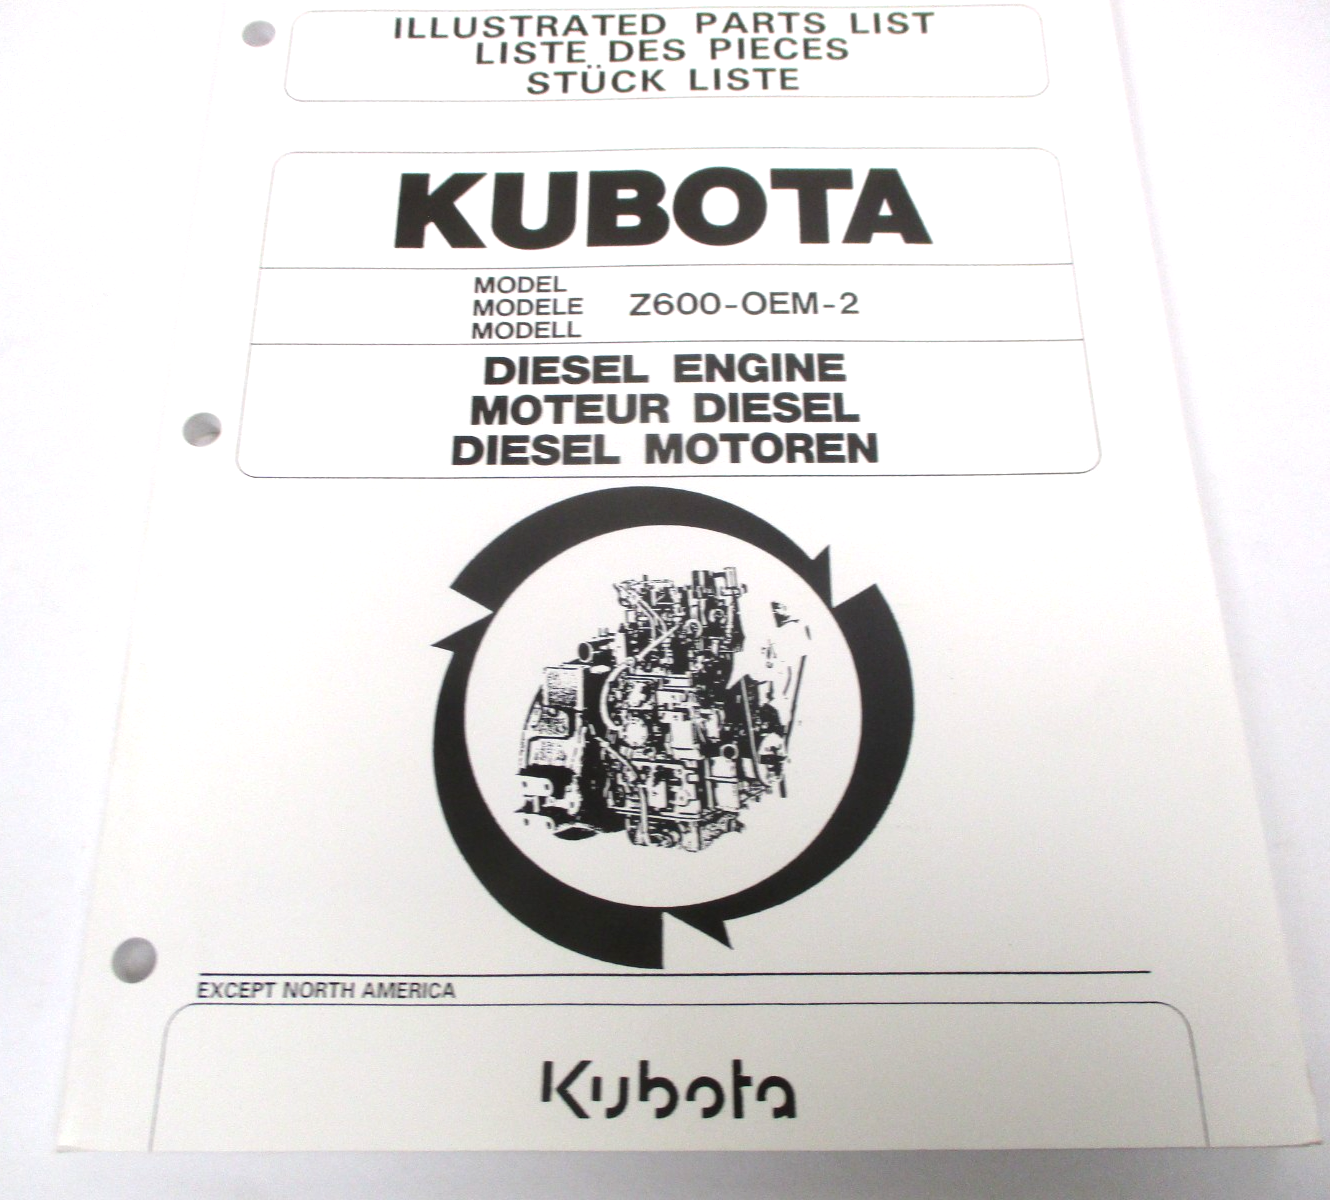 ILLUSTRATED PARTS LIST
LISTE DES PIECES
STÜCK LISTE
KUBOTA
MODEL
MODELE Z600-OEM-2
MODELL
DIESEL ENGINE
MOTEUR DIESEL
DIESEL MOTOREN
EXCEPT NORTH AMERICA
Kubota